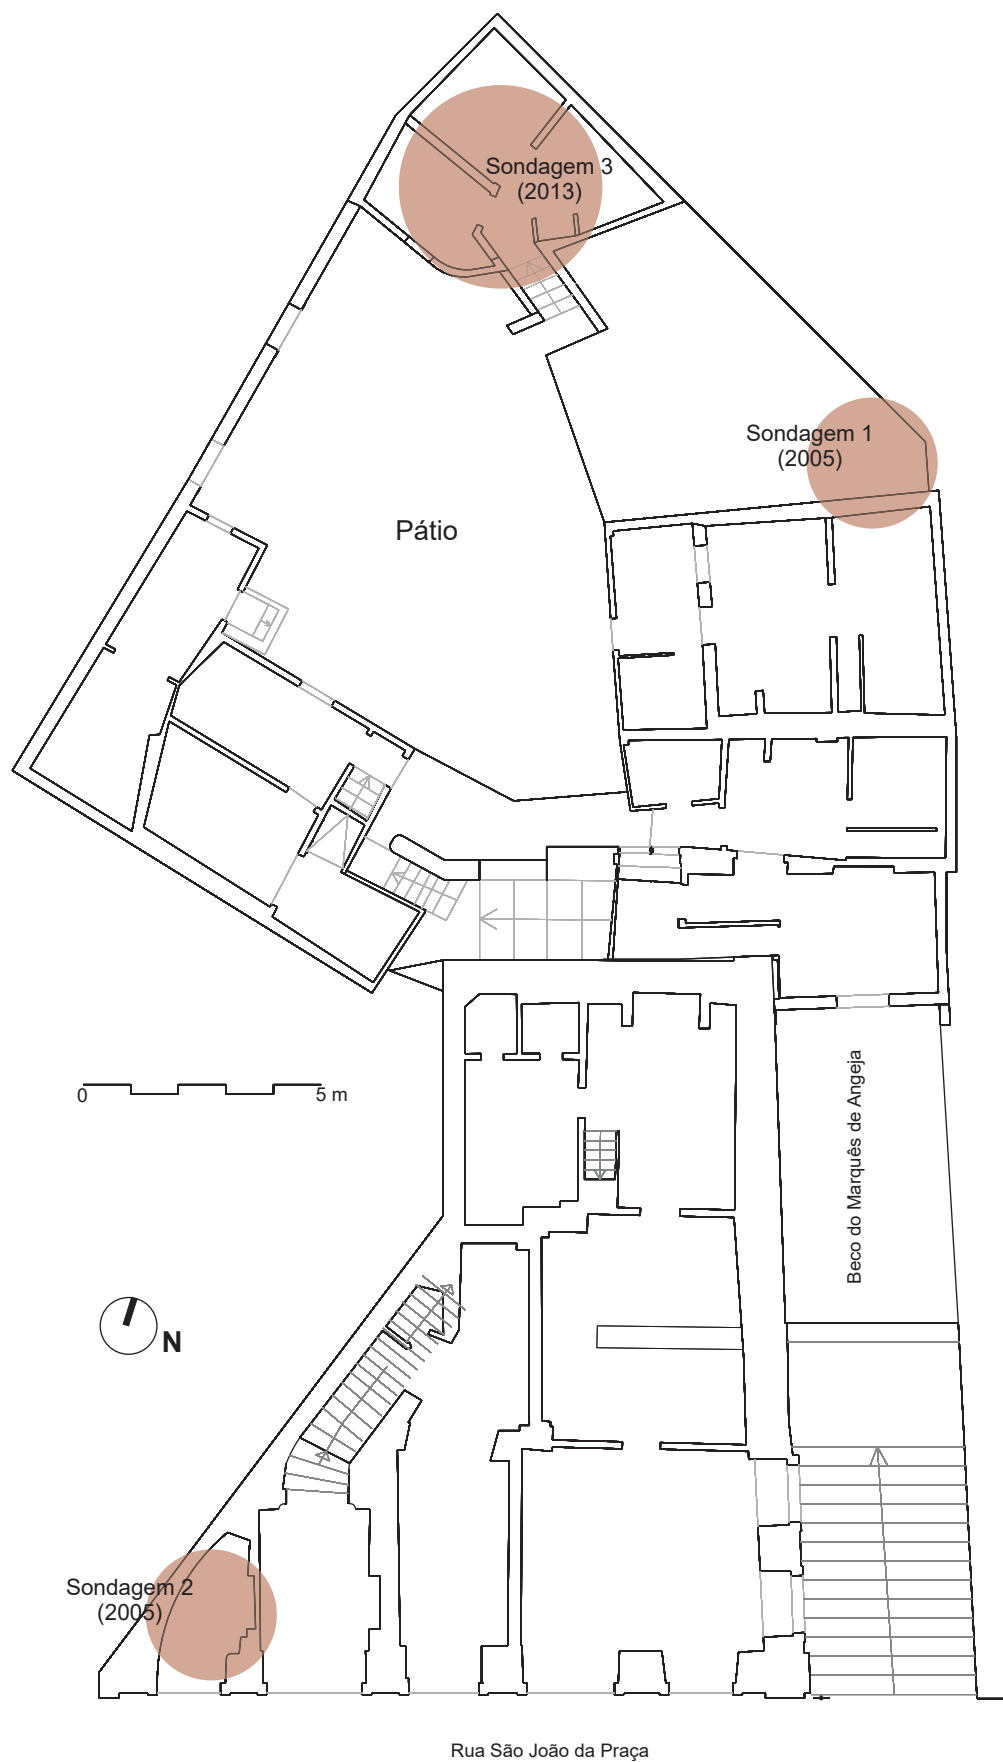 Sondagem 3
(2013)
Sondagem 1
(2005)
Pátio
0
5 m
Beco do Marquês de Angeja
N
Sondagem 2
(2005)
Rua São João da Praça